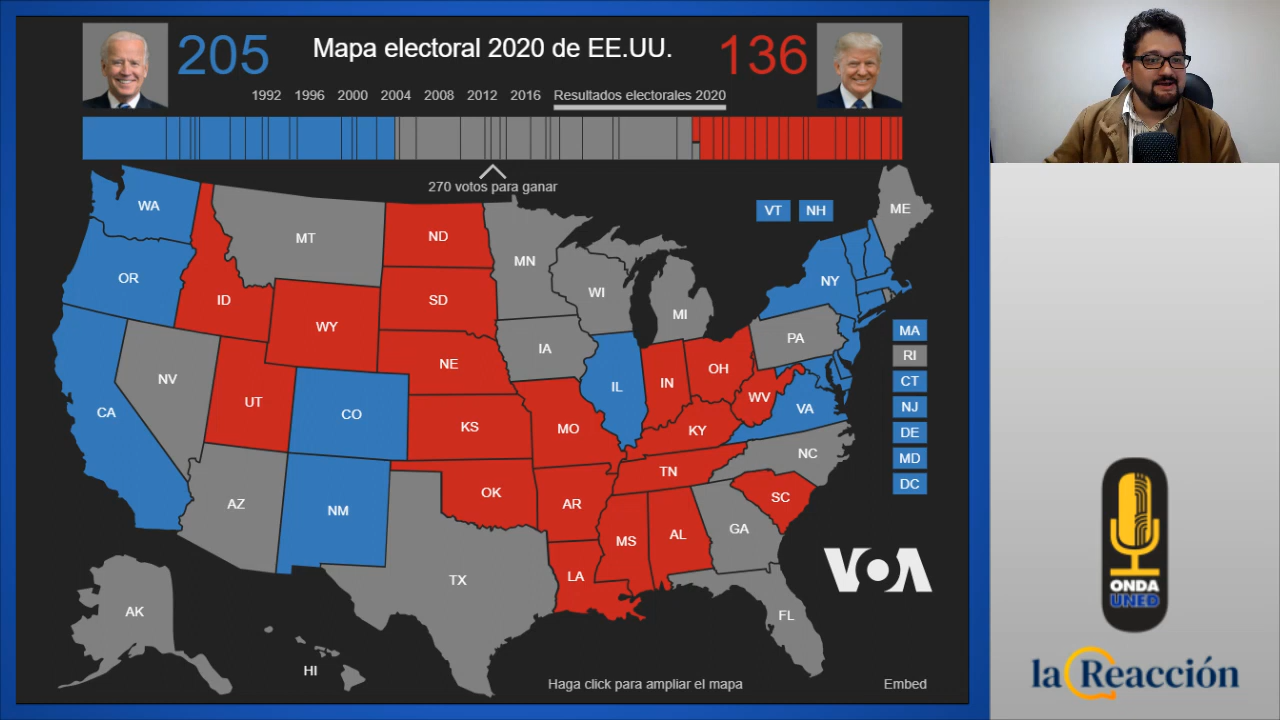 205
Mapa electoral 2020 de EE.UU.
136
1992 1996 2000 2004 2008 2012 2016 Resultados electorales 2020
270 votos para ganar
WA
MT
ND
MN
ME
VT NH
OR
ID
SD
WI
NY
WY
MI
MA
NV
NE
IA
PA
RI
CA
UT
CO
KS
MO
IL
IN
OH
WV
VA
CT
NJ
KY
DE
AZ
NM
OK
AR
TN
NC
MD
SC
DC
MS
AL
GA
TX
LA
FL
AK
HI
VOA
Haga click para ampliar el mapa
Embed
ONDA
UNED
la Reacción